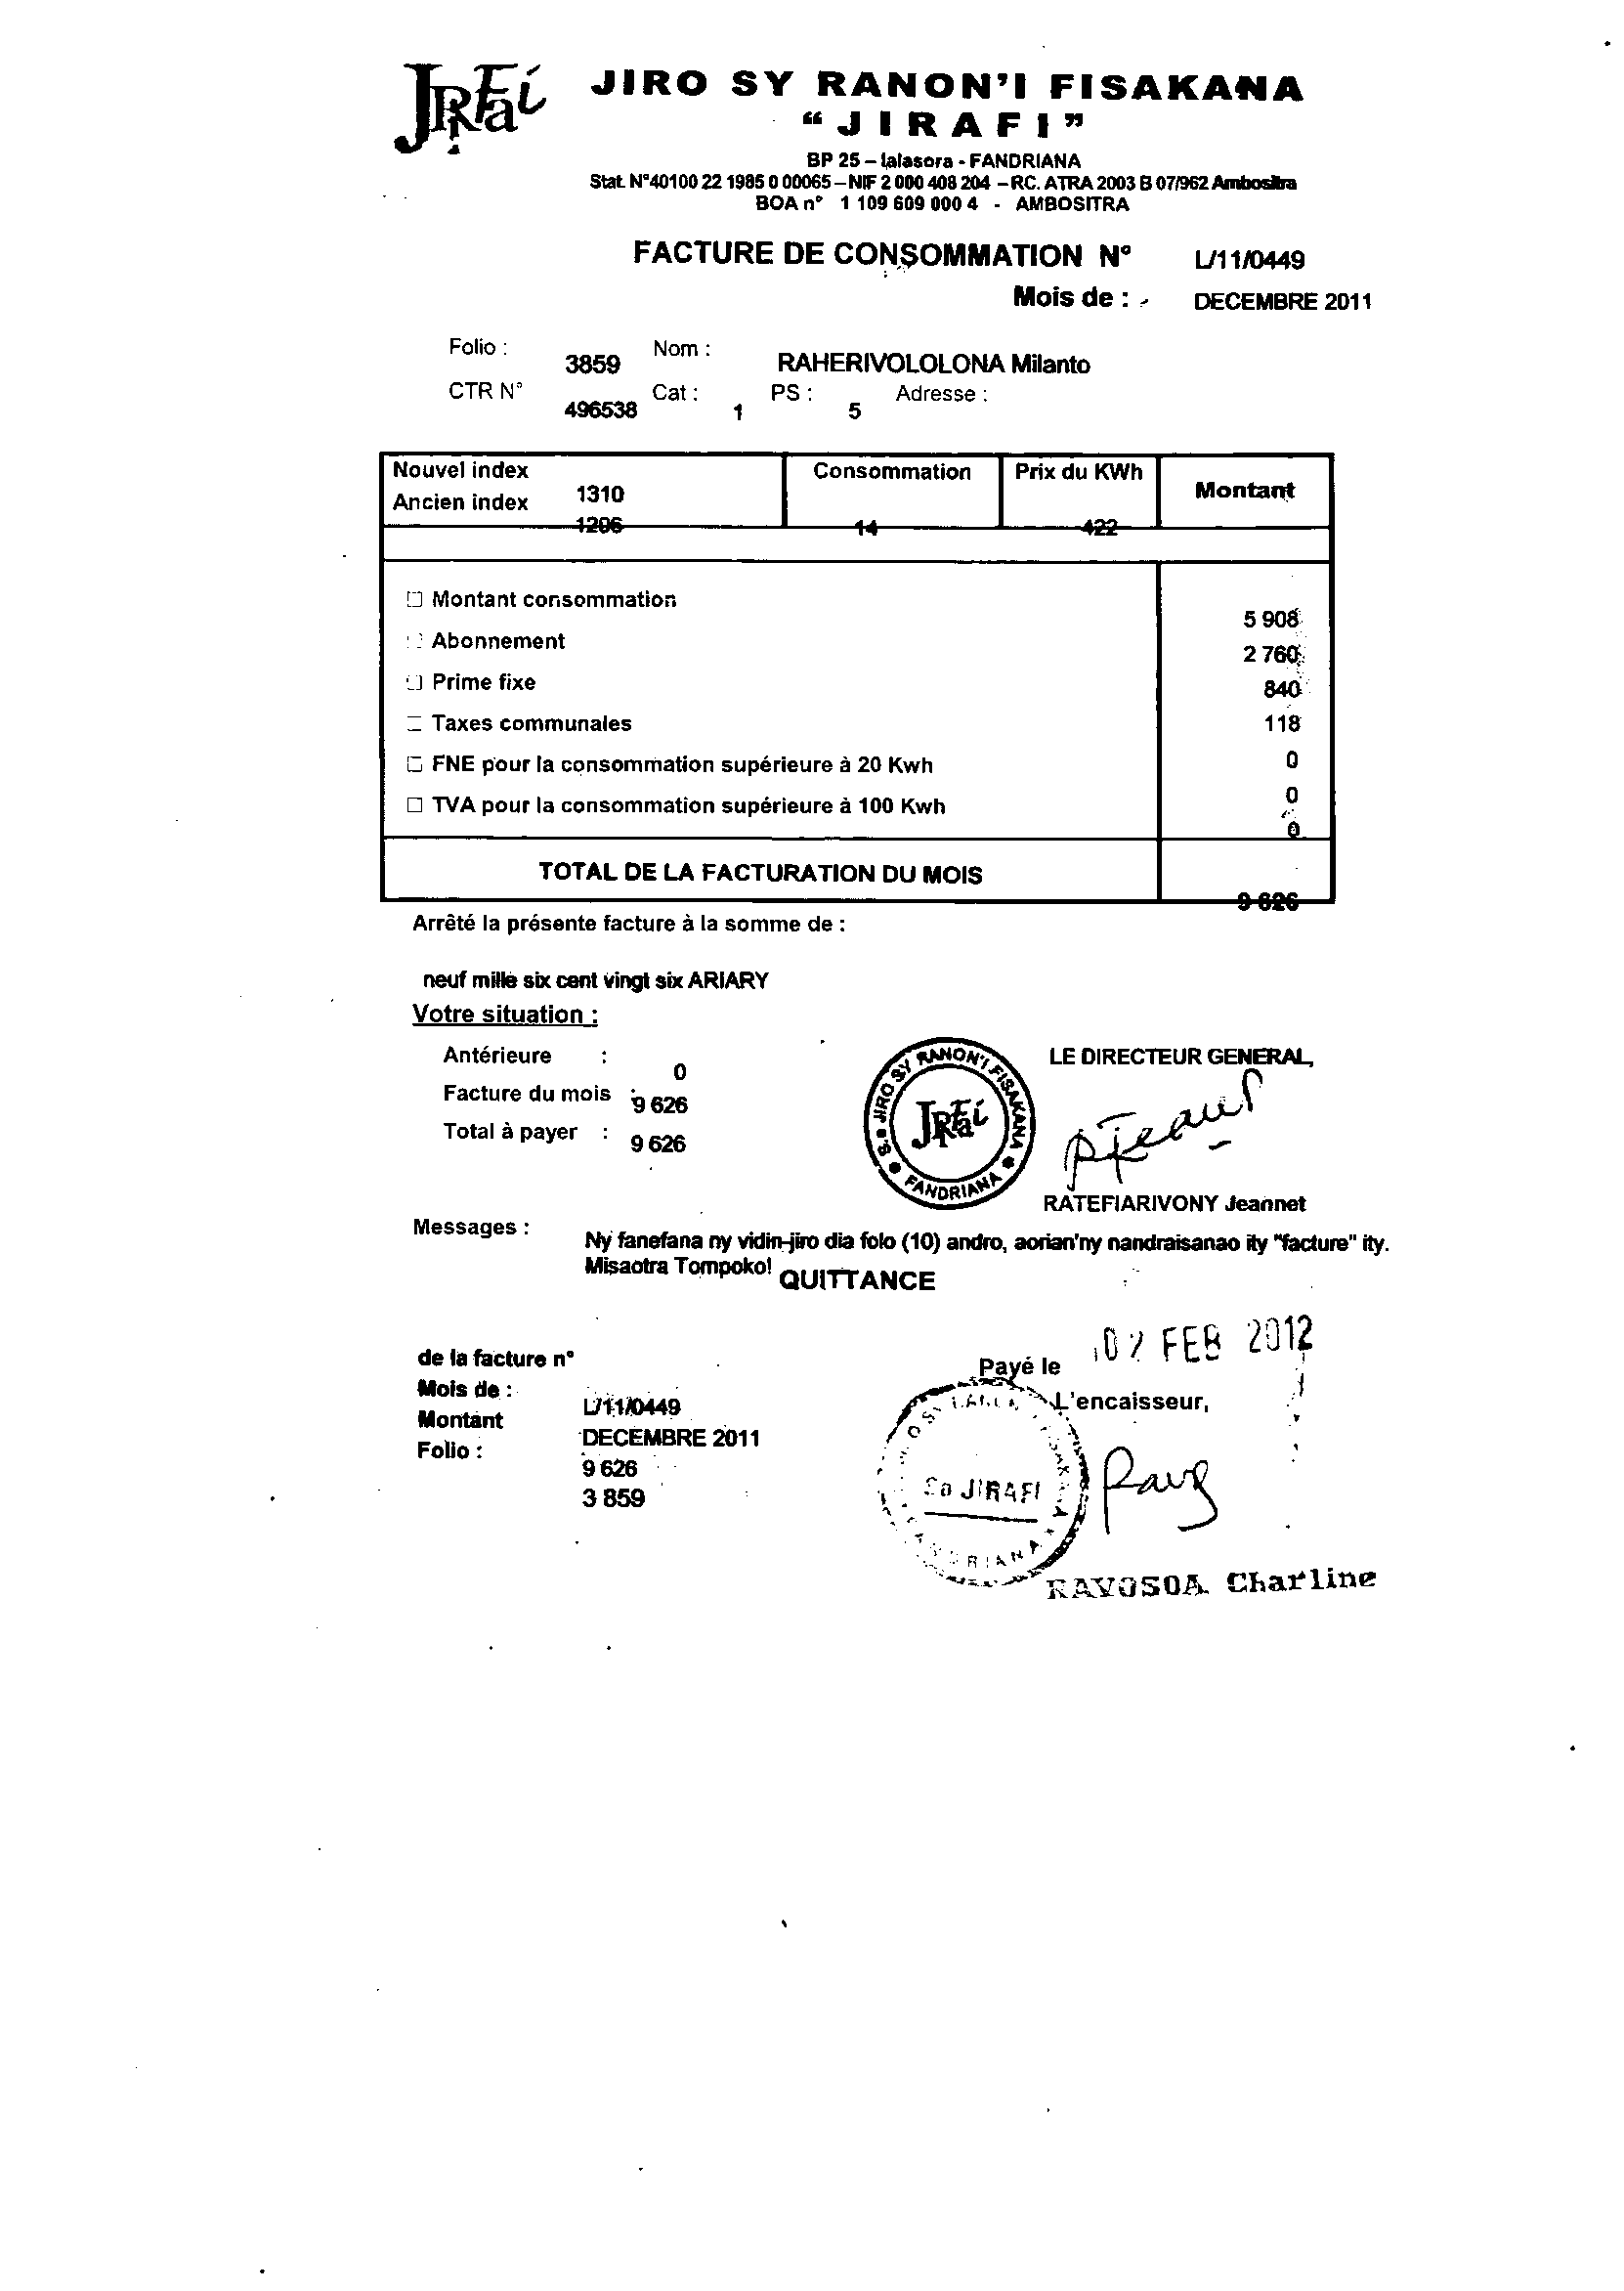 JIRAFI
JIRO SY RANON'I FISAKANA
"JIRAFI"
BP 25 – Ialasora - FANDRIANA
Stat. N°40100 22 1985 0 00065 – NIF 2 000 408 204 – RC. ATRA 2003 B 07/962 Ambositra
BOA n° 1 109 609 000 4 - AMBOSITRA
FACTURE DE CONSOMMATION N° L/11/0449
Mois de : DECEMBRE 2011
Folio : 3859 Nom : RAHERIVOLOLONA Milanto
CTR N° 496538 Cat : 1 PS : 5 Adresse :
Nouvel index 1310 Consommation Prix du KWh Montant
Ancien index 1296 14 422
Montant consommation 5 908
Abonnement 2 760
Prime fixe 840
Taxes communales 118
FNE pour la consommation supérieure à 20 Kwh 0
TVA pour la consommation supérieure à 100 Kwh 0
0
TOTAL DE LA FACTURATION DU MOIS 9 626
Arrêté la présente facture à la somme de :
neuf mille six cent vingt six ARIARY
Votre situation :
Antérieure : 0
Facture du mois : 9 626
Total à payer : 9 626
LE DIRECTEUR GENERAL,
S.a JIRO SY RANON'I FISAKANA
JIRAFI
FANDRIANA
RATEFIARIVONY Jeannet
Messages :
Ny fanefana ny vidin-jiro dia folo (10) andro, aorian'ny nandraisanao ity "facture" ity.
Misaotra Tompoko!
QUITTANCE
de la facture n° L/11/0449
Mois de : DECEMBRE 2011
Montant 9 626
Folio : 3 859
Payé le 02 FEB 2012
L'encaisseur,
Sa JIRAFI
RAVOSOA Charline